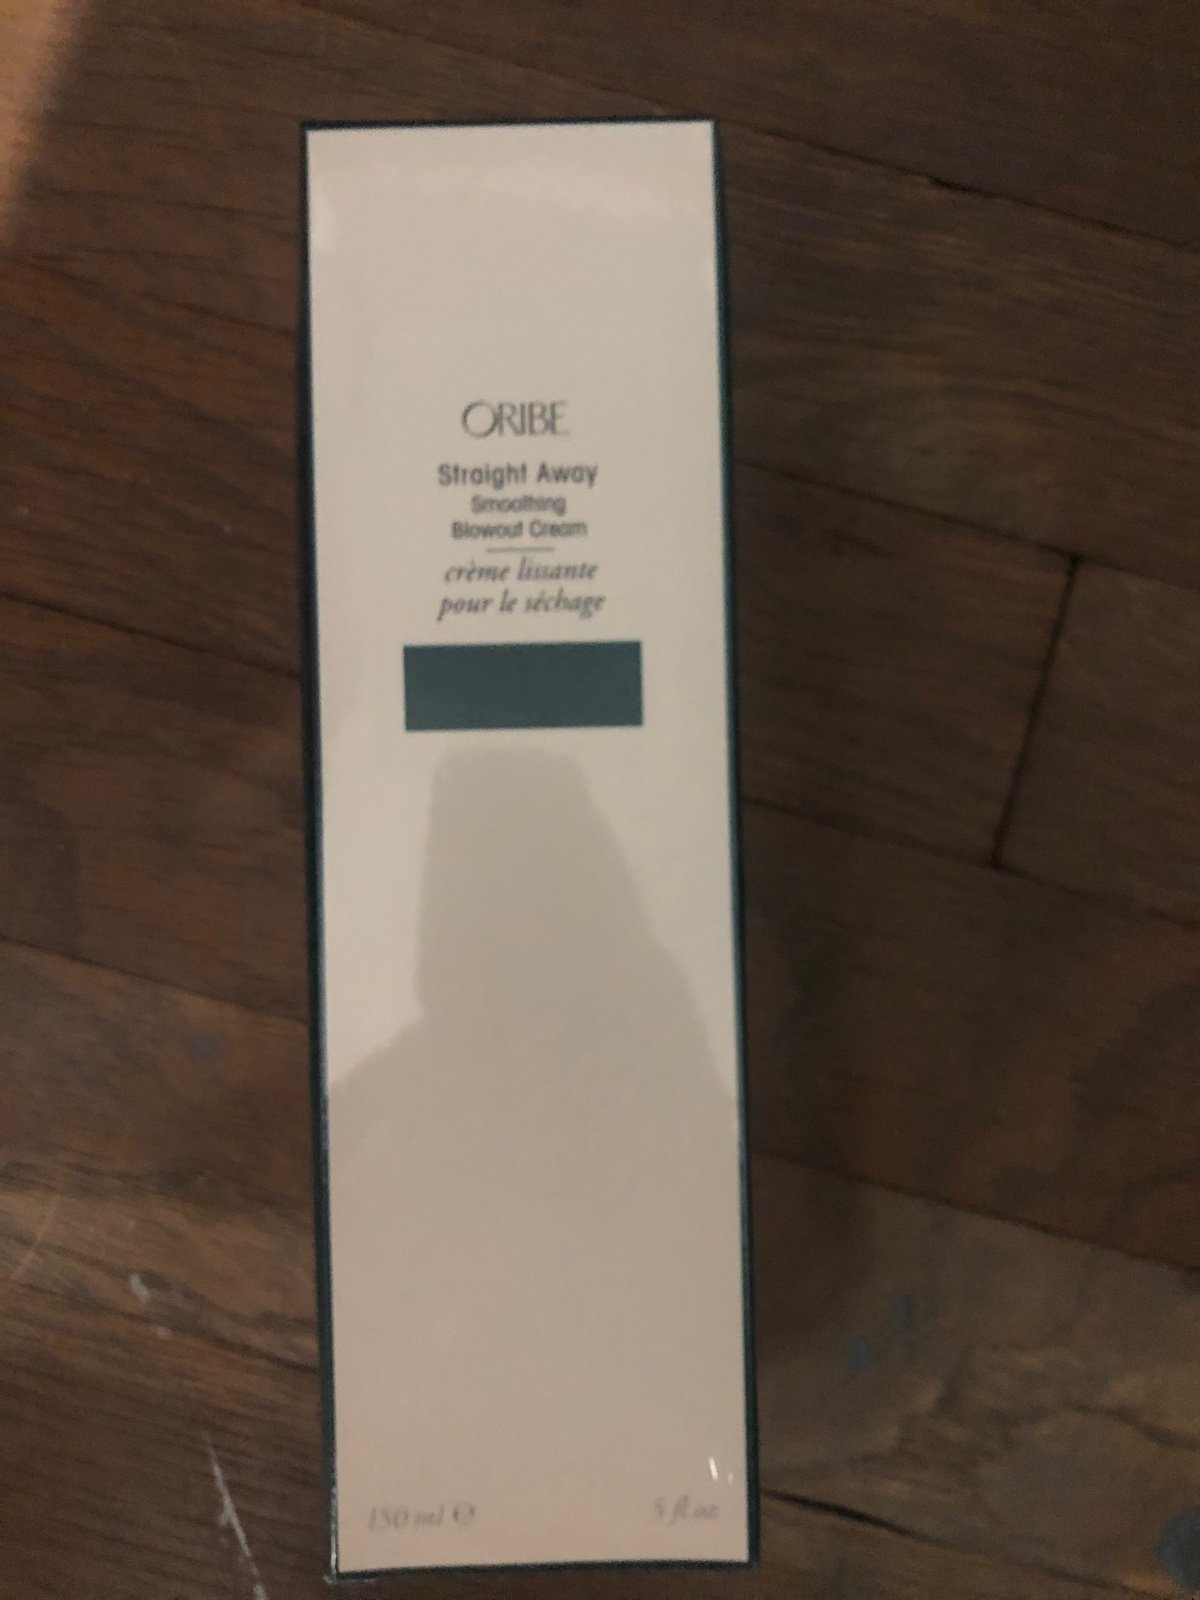 ORIBE
Straight Away
Smoothing
Blowout Cream
crème lissante
pour le séchage
150 ml ℮
5 fl oz